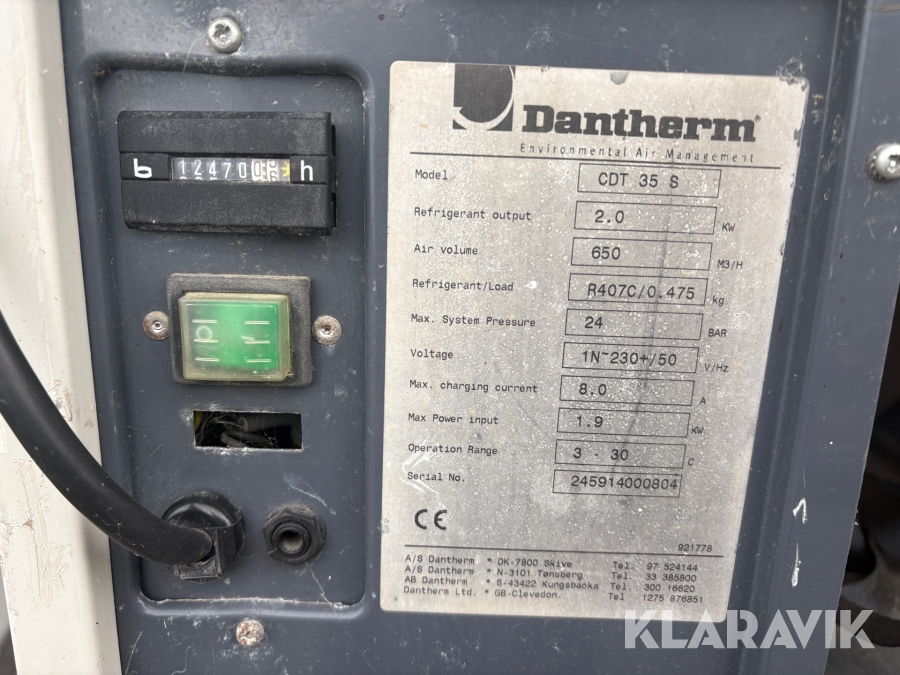 Dantherm
Environmental Air Management
Model CDT 35 S
Refrigerant output 2.0 KW
Air volume 650 M3/H
Refrigerant/Load R407C/0.475 kg
Max. System Pressure 24 BAR
Voltage 1N~230+/50 V/Hz
Max. charging current 8.0 A
Max Power input 1.9 KW
Operation Range 3 - 30 C
Serial No. 245914000804
CE
921778
A/S Dantherm * DK-7800 Skive Tel. 97 524144
A/S Dantherm * N-3101 Tønsberg Tel. 33 385800
AB Dantherm * S-43422 Kungsbacka Tel. 300 16620
Dantherm Ltd. * GB-Clevedon. Tel. 1275 876851
12470
h
KLARAVIK